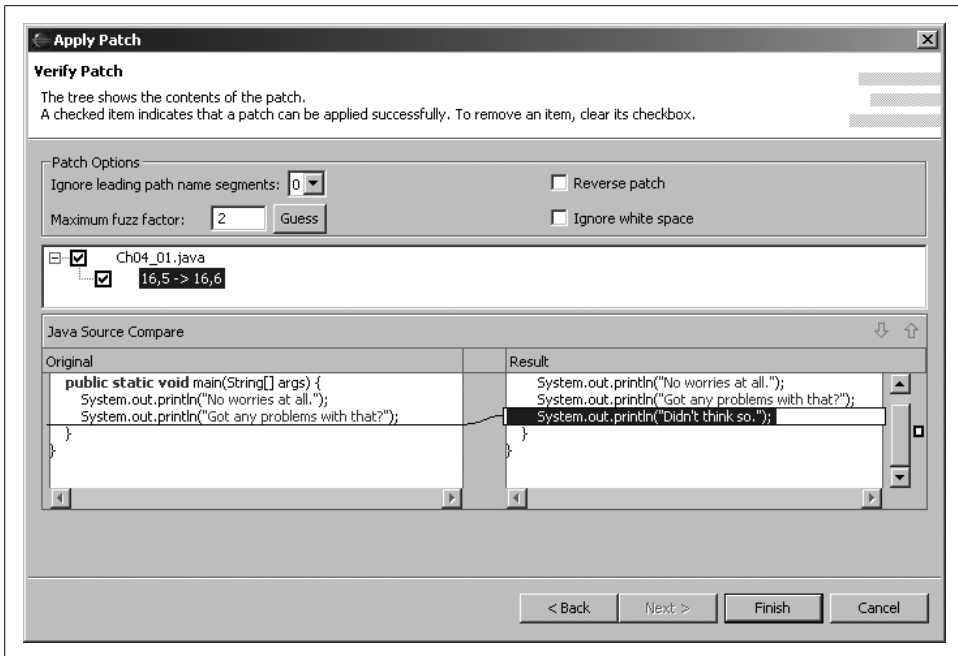 Apply Patch
Verify Patch
The tree shows the contents of the patch.
A checked item indicates that a patch can be applied successfully. To remove an item, clear its checkbox.
Patch Options
Ignore leading path name segments: 0
Reverse patch
Maximum fuzz factor: 2 Guess
Ignore white space
Ch04_01.java
16,5 -> 16,6
Java Source Compare
Original
public static void main(String[] args) {
System.out.println("No worries at all.");
System.out.println("Got any problems with that?");
}
}
Result
System.out.println("No worries at all.");
System.out.println("Got any problems with that?");
System.out.println("Didn't think so.");
}
}
< Back Next > Finish Cancel